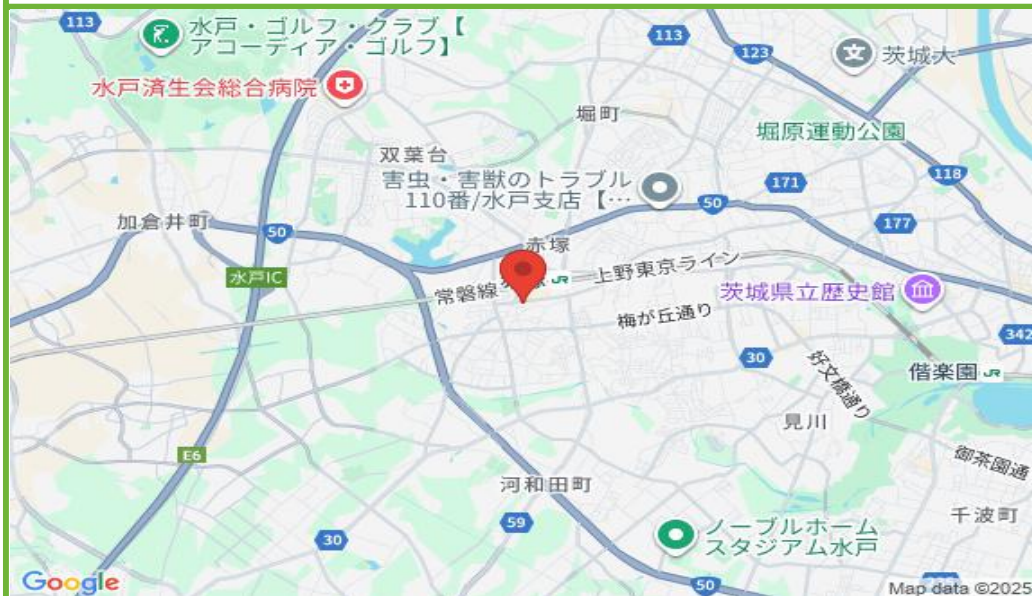 113
水戸・ゴルフ・クラブ【
アコーディア・ゴルフ】
113
123
茨城大
水戸済生会総合病院
堀町
堀原運動公園
双葉台
害虫・害獣のトラブル
110番/水戸支店【…
171
118
50
加倉井町
50
177
赤塚
水戸IC
常磐線
JR
上野東京ライン
茨城県立歴史館
梅が丘通り
342
30
偕楽園 JR
好文橋通り
見川
E6
御茶園通
河和田町
59
千波町
30
ノーブルホーム
スタジアム水戸
50
Google
Map data ©2025